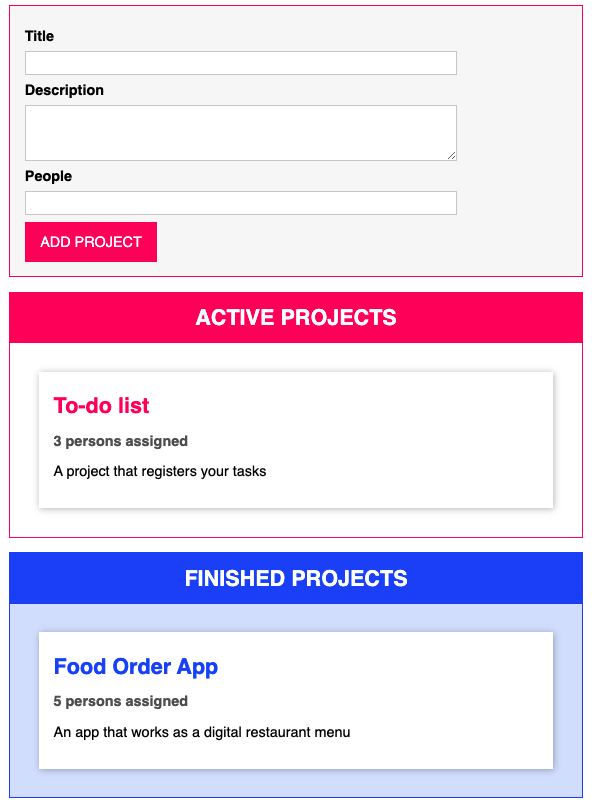 Title
Description
People
ADD PROJECT
ACTIVE PROJECTS
To-do list
3 persons assigned
A project that registers your tasks
FINISHED PROJECTS
Food Order App
5 persons assigned
An app that works as a digital restaurant menu